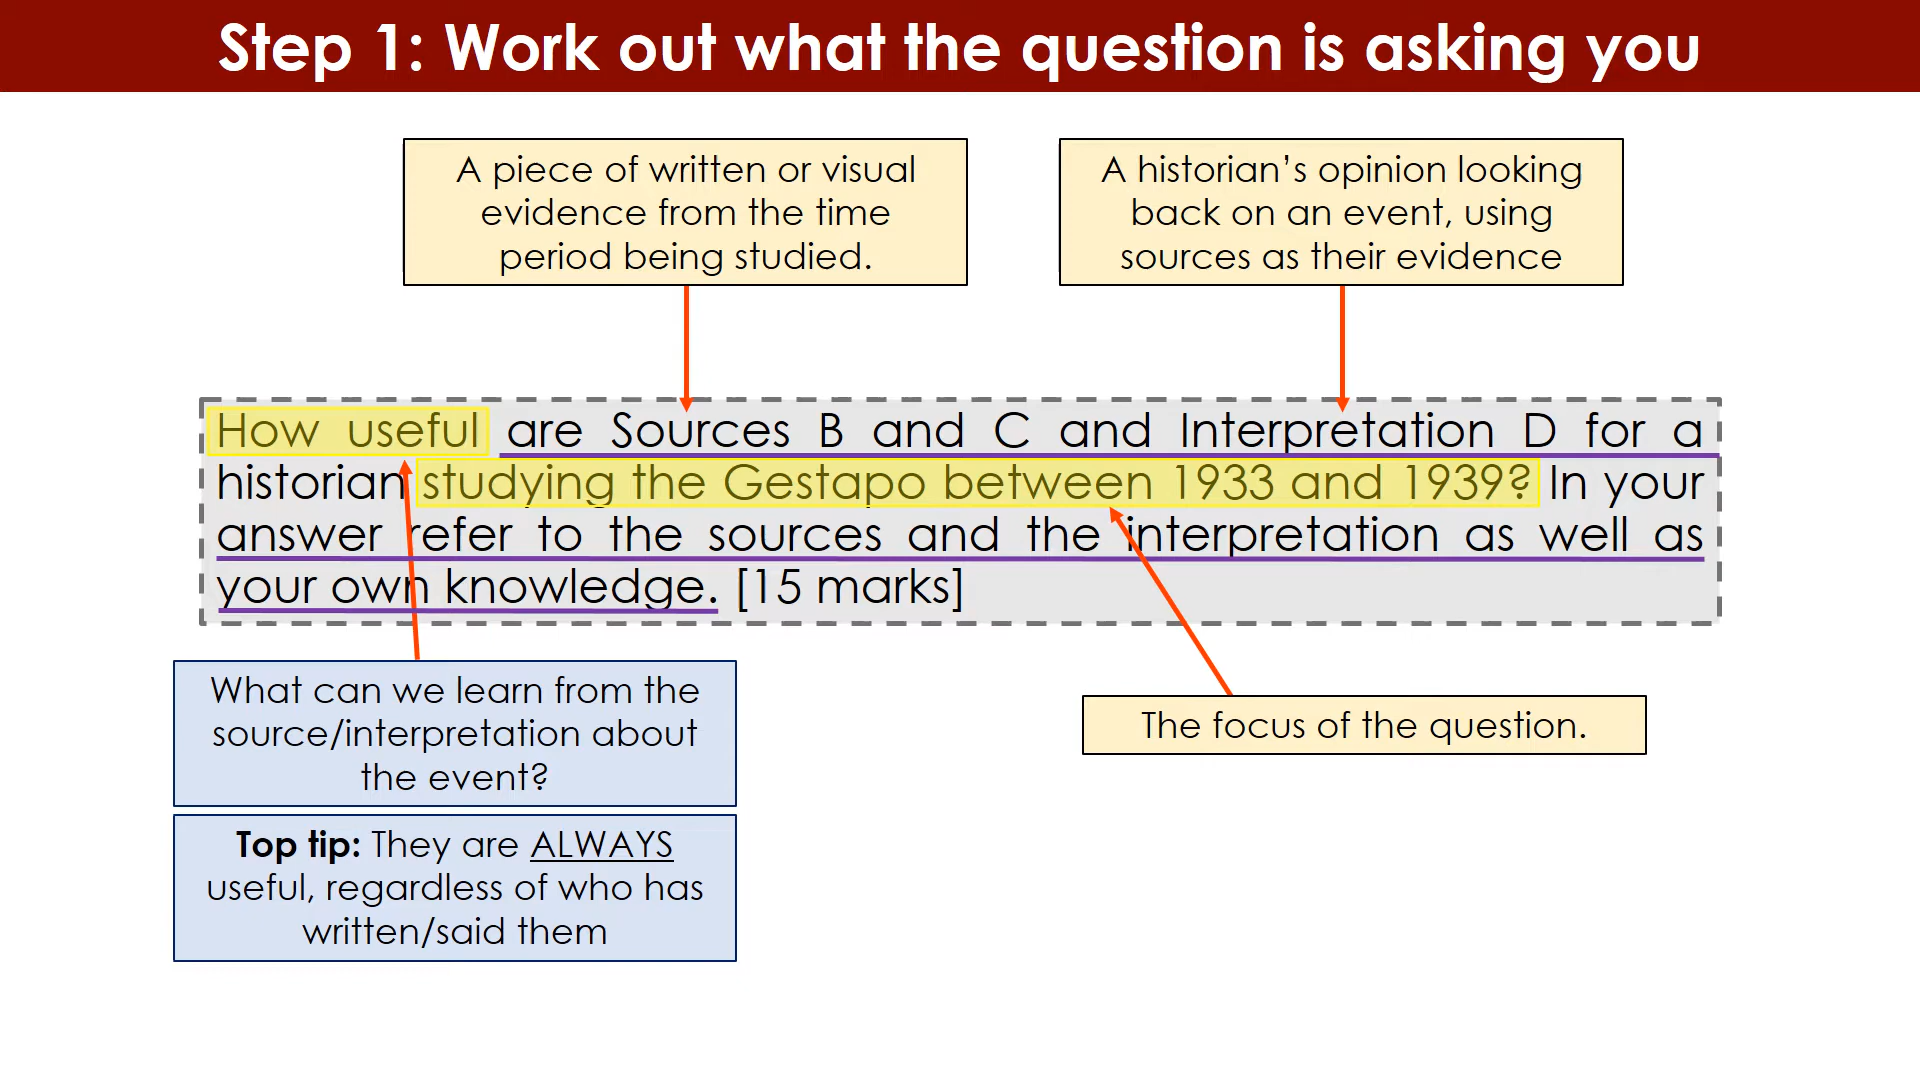 Step 1: Work out what the question is asking you
A piece of written or visual
evidence from the time
period being studied.
A historian’s opinion looking
back on an event, using
sources as their evidence
How useful are Sources B and C and Interpretation D for a
historian studying the Gestapo between 1933 and 1939? In your
answer refer to the sources and the interpretation as well as
your own knowledge. [15 marks]
What can we learn from the
source/interpretation about
the event?
The focus of the question.
Top tip: They are ALWAYS
useful, regardless of who has
written/said them